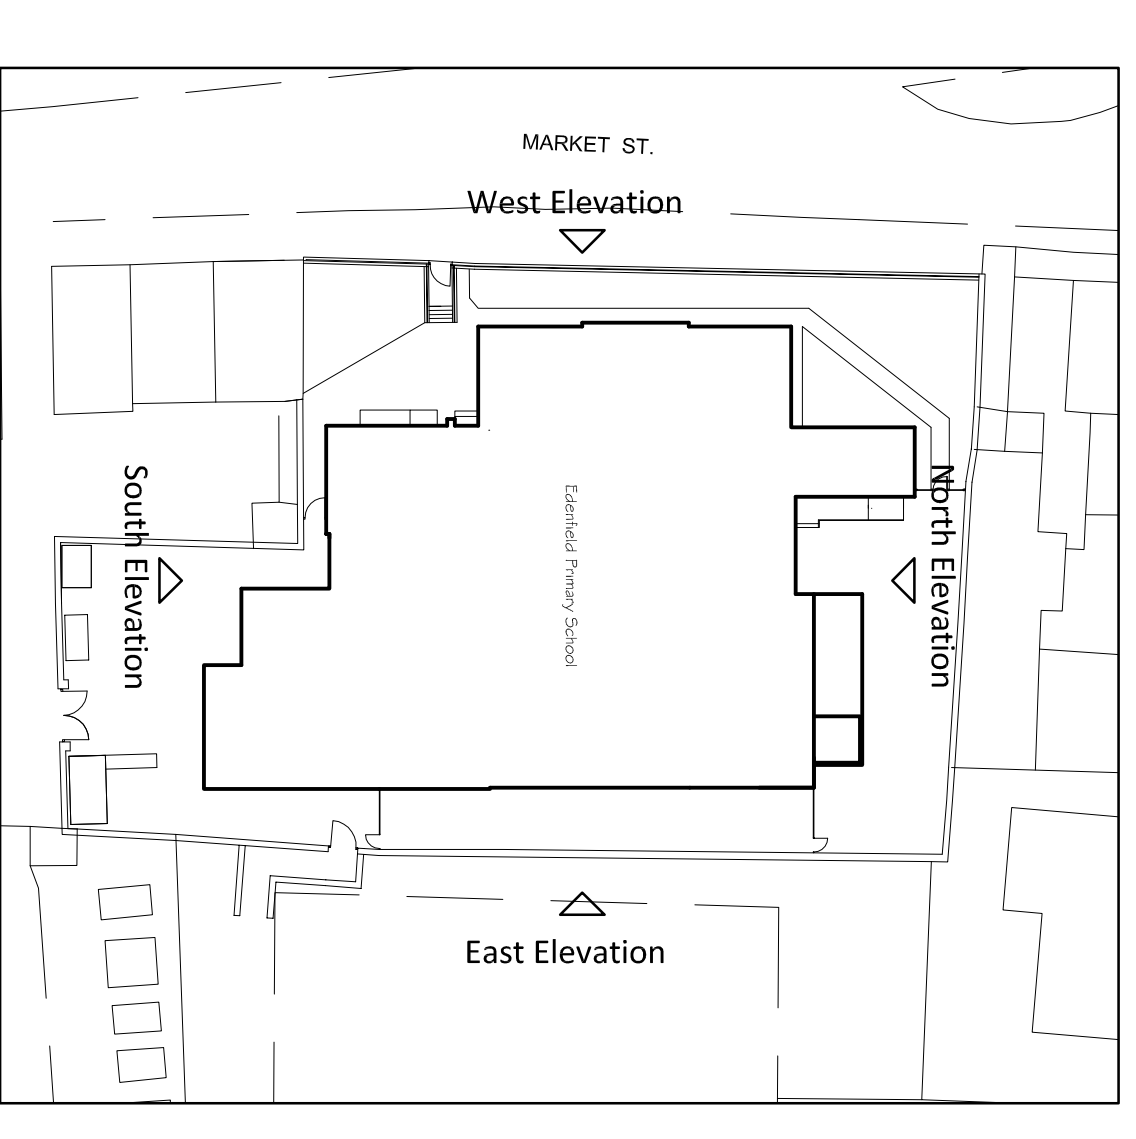 MARKET ST.
West Elevation
South Elevation
Edenfield Primary School
North Elevation
East Elevation